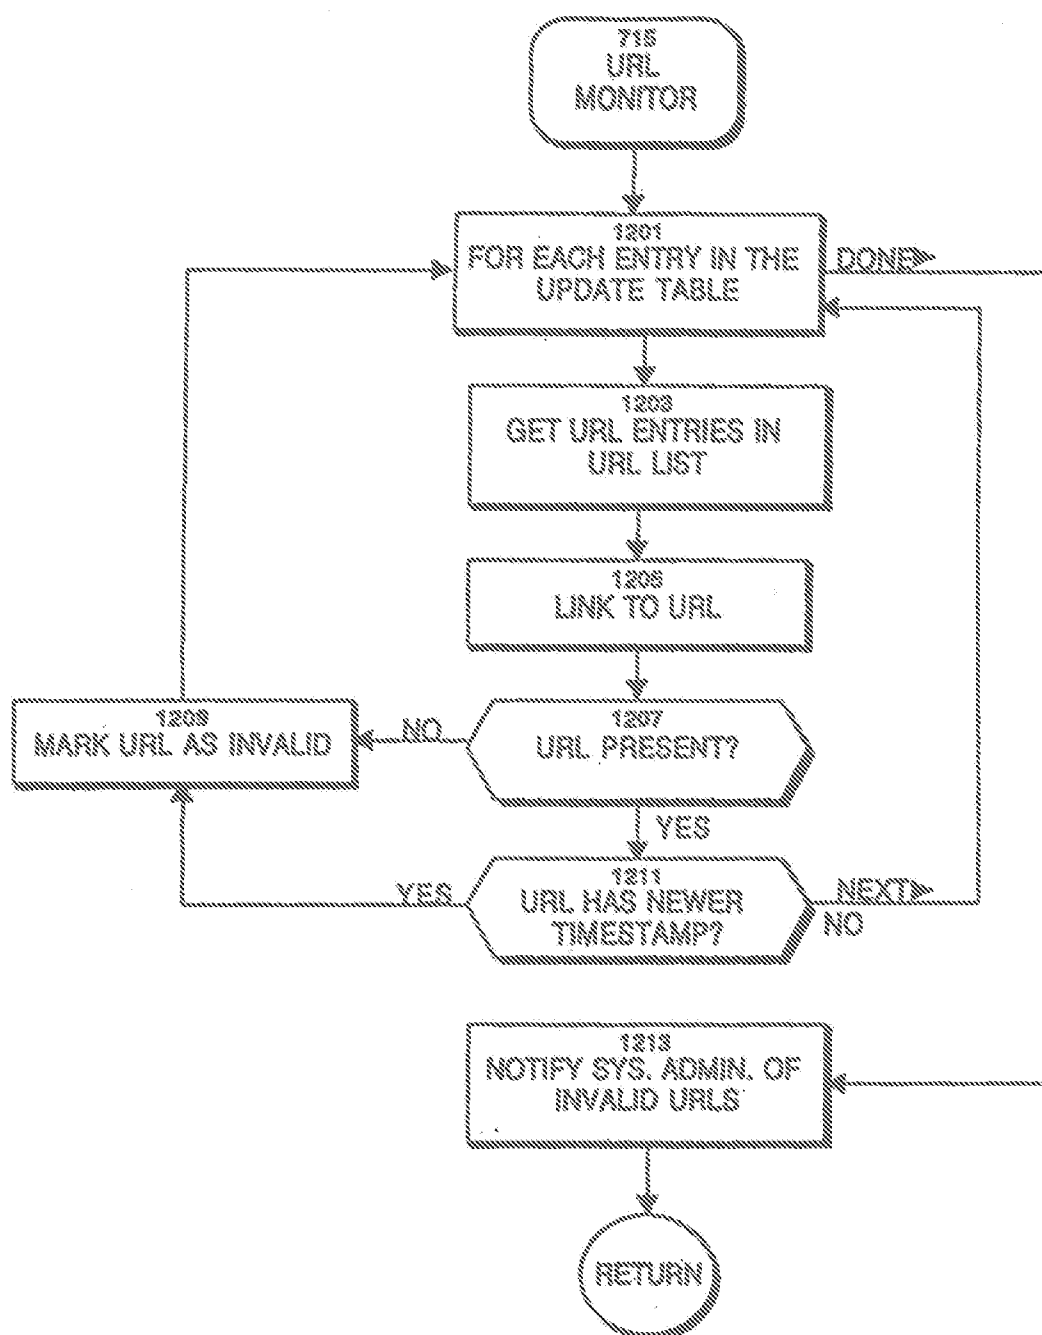 715
URL
MONITOR
1201
FOR EACH ENTRY IN THE
UPDATE TABLE
DONE
1203
GET URL ENTRIES IN
URL LIST
1205
LINK TO URL
1207
URL PRESENT?
NO
1209
MARK URL AS INVALID
YES
1211
URL HAS NEWER
TIMESTAMP?
YES
NEXT
NO
1213
NOTIFY SYS. ADMIN. OF
INVALID URLS
RETURN